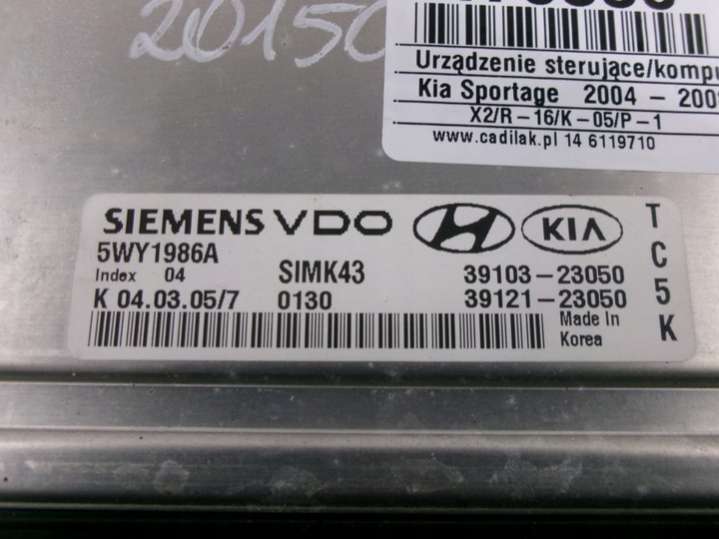 20150
Urządzenie sterujące/kompu
Kia Sportage 2004 - 200
X2/R-16/K-05/P-1
www.cadilak.pl 14 6119710
SIEMENS VDO H KIA
5WY1986A
Index 04 SIMK43 39103-23050
K 04.03.05/7 0130 39121-23050
Made In
Korea
TC5K